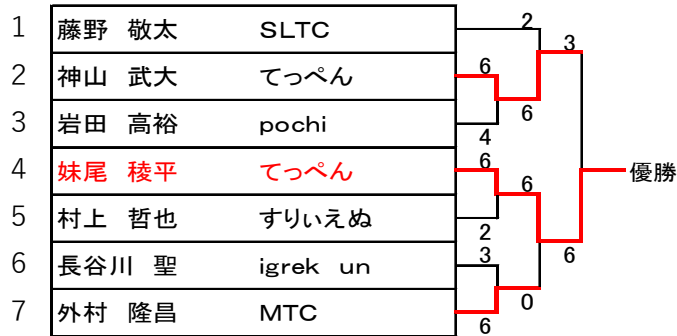 1 藤野 敬太 SLTC
2 神山 武大 てっぺん
3 岩田 高裕 pochi
4 妹尾 稜平 てっぺん
5 村上 哲也 すりぃえぬ
6 長谷川 聖 igrek un
7 外村 隆昌 MTC
2
3
6
6
4
6
6
優勝
2
3
6
0
6